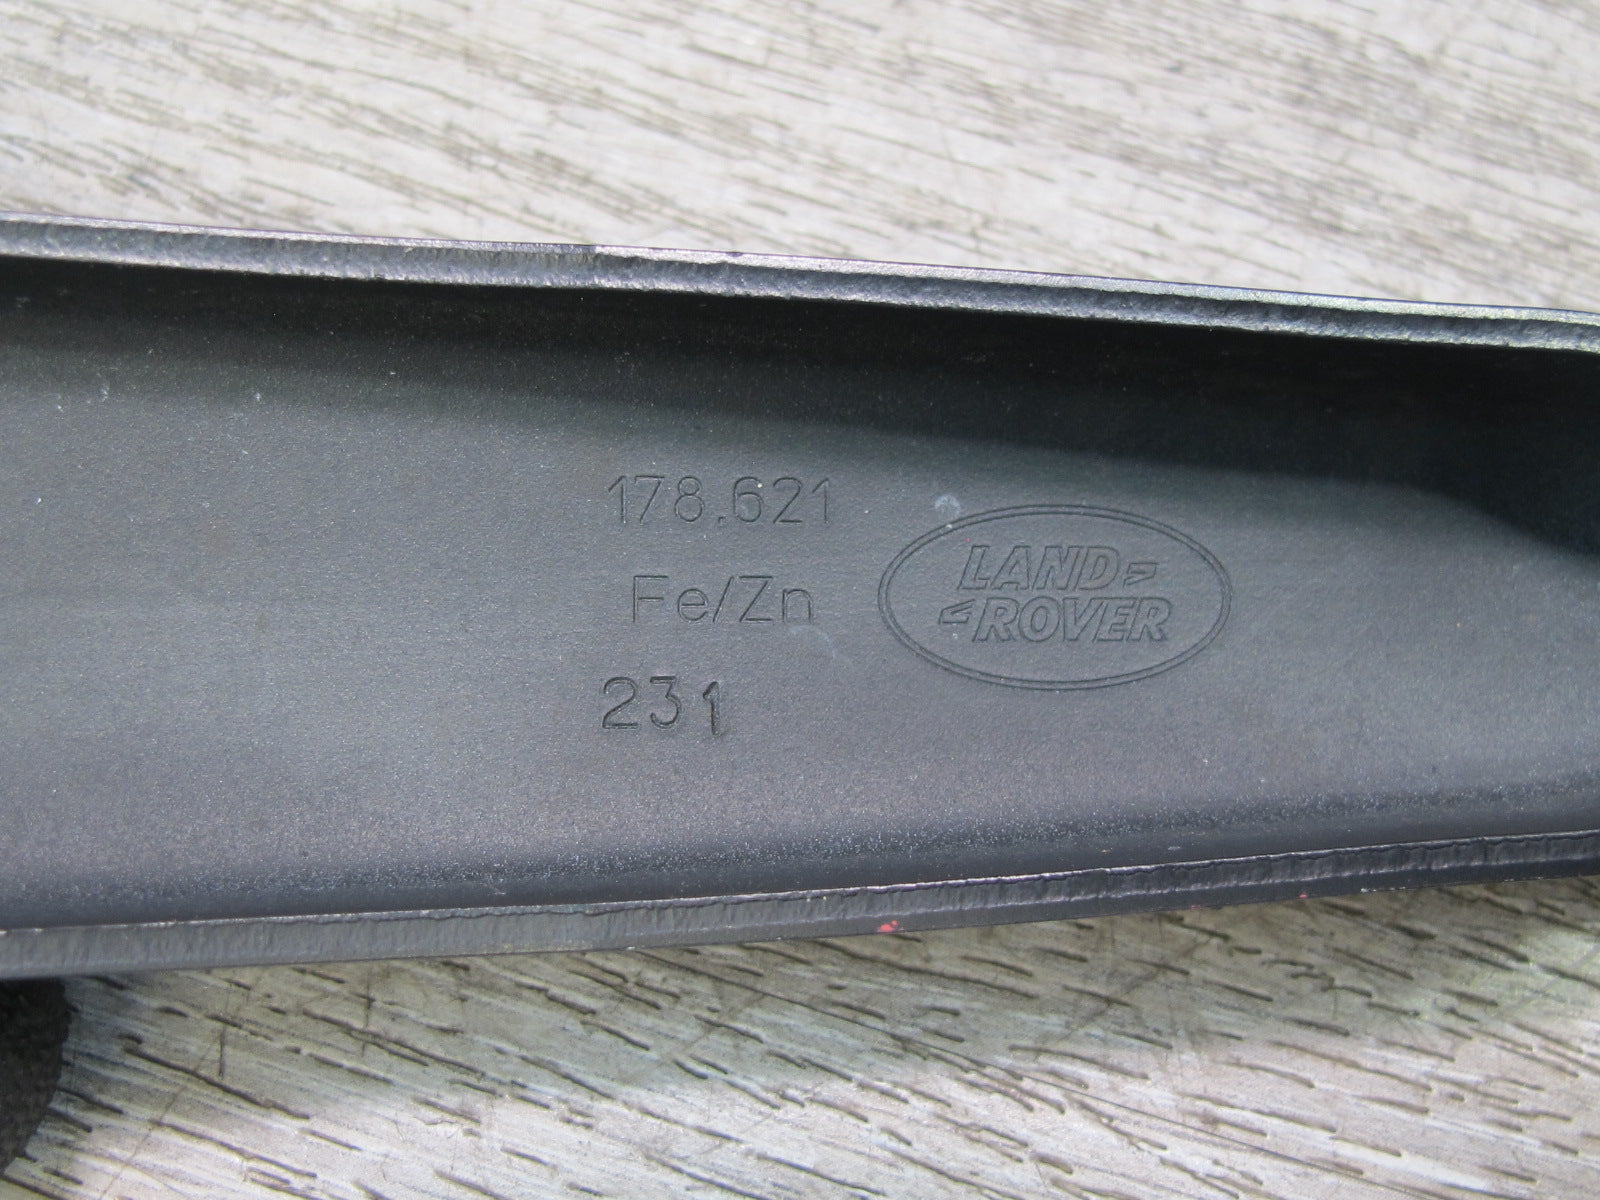 178.621
Fe/Zn
231
LAND
ROVER